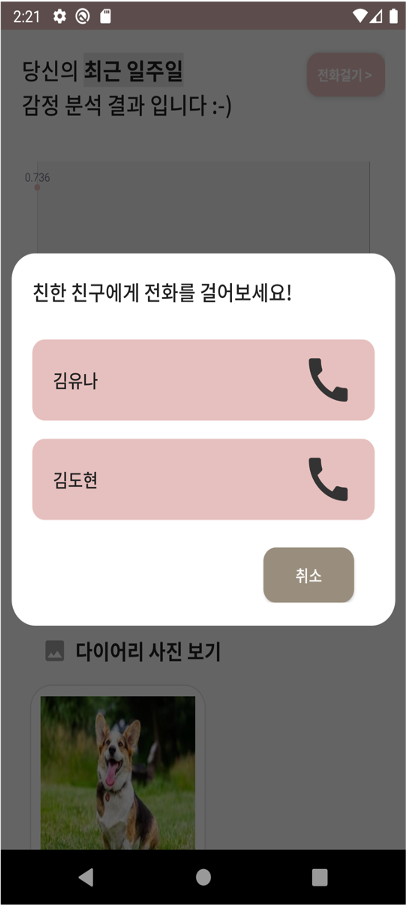 2:21
당신의 최근 일주일
전화걸기 >
감정 분석 결과 입니다 :-)
0.736
친한 친구에게 전화를 걸어보세요!
김유나
김도현
취소
다이어리 사진 보기